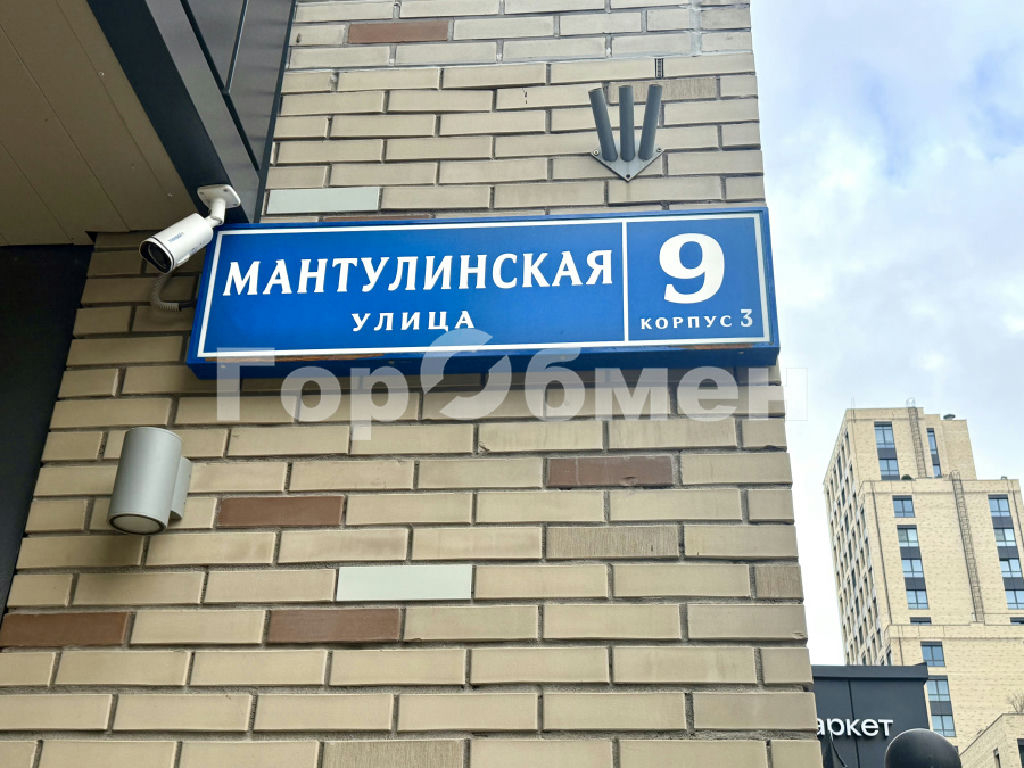 МАНТУЛИНСКАЯ
УЛИЦА
9
КОРПУС 3
ГорОбмен
аркет